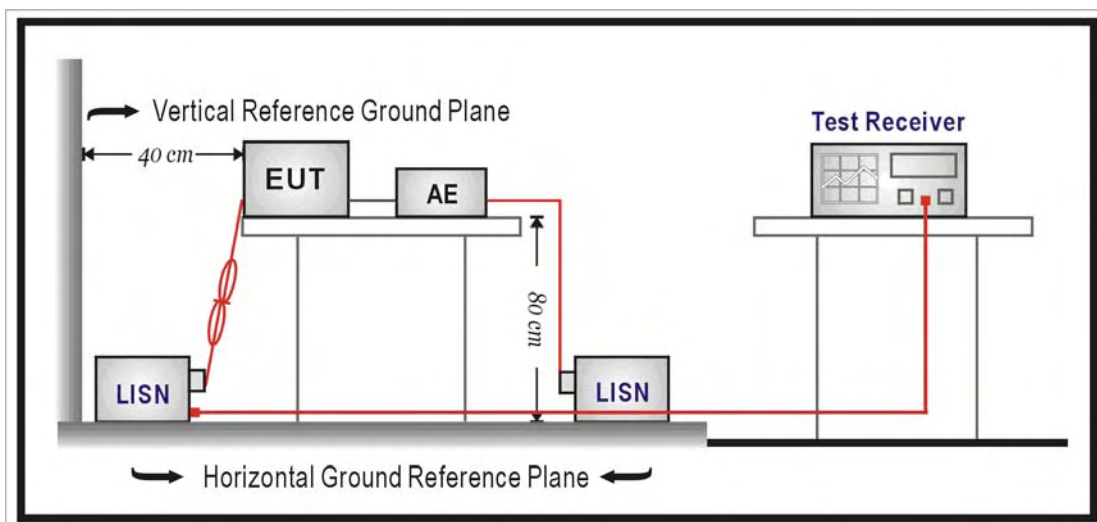 Vertical Reference Ground Plane
Test Receiver
40 cm
EUT
AE
80 cm
LISN
LISN
Horizontal Ground Reference Plane